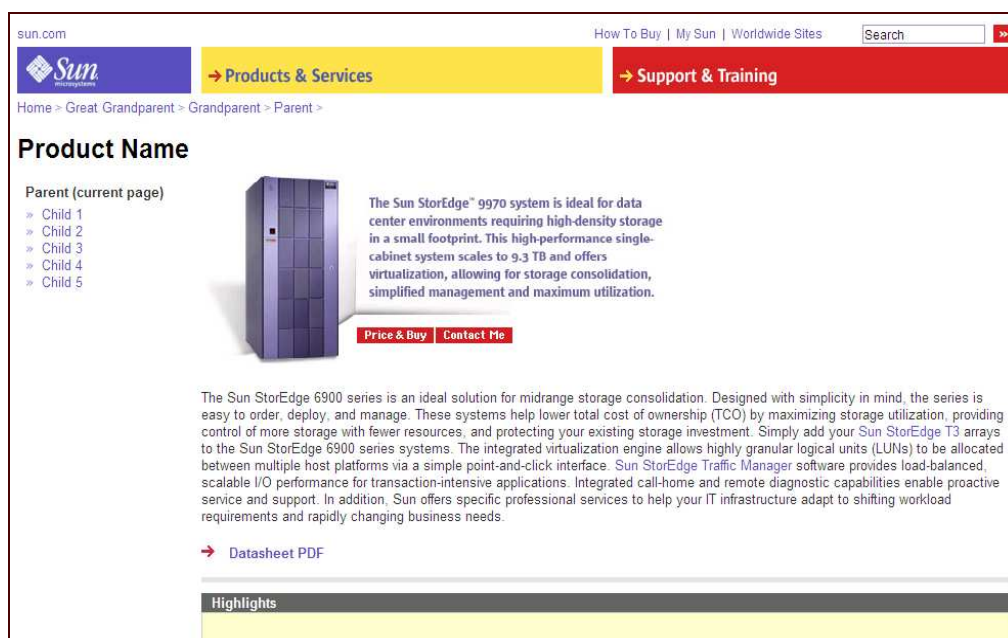 sun.com
How To Buy | My Sun | Worldwide Sites
Search
»
Sun
microsystems
→ Products & Services
→ Support & Training
Home > Great Grandparent > Grandparent > Parent >
Product Name
Parent (current page)
» Child 1
» Child 2
» Child 3
» Child 4
» Child 5
The Sun StorEdge™ 9970 system is ideal for data
center environments requiring high-density storage
in a small footprint. This high-performance single-
cabinet system scales to 9.3 TB and offers
virtualization, allowing for storage consolidation,
simplified management and maximum utilization.
Price & Buy
Contact Me
The Sun StorEdge 6900 series is an ideal solution for midrange storage consolidation. Designed with simplicity in mind, the series is
easy to order, deploy, and manage. These systems help lower total cost of ownership (TCO) by maximizing storage utilization, providing
control of more storage with fewer resources, and protecting your existing storage investment. Simply add your Sun StorEdge T3 arrays
to the Sun StorEdge 6900 series systems. The integrated virtualization engine allows highly granular logical units (LUNs) to be allocated
between multiple host platforms via a simple point-and-click interface. Sun StorEdge Traffic Manager software provides load-balanced,
scalable I/O performance for transaction-intensive applications. Integrated call-home and remote diagnostic capabilities enable proactive
service and support. In addition, Sun offers specific professional services to help your IT infrastructure adapt to shifting workload
requirements and rapidly changing business needs.
→ Datasheet PDF
Highlights